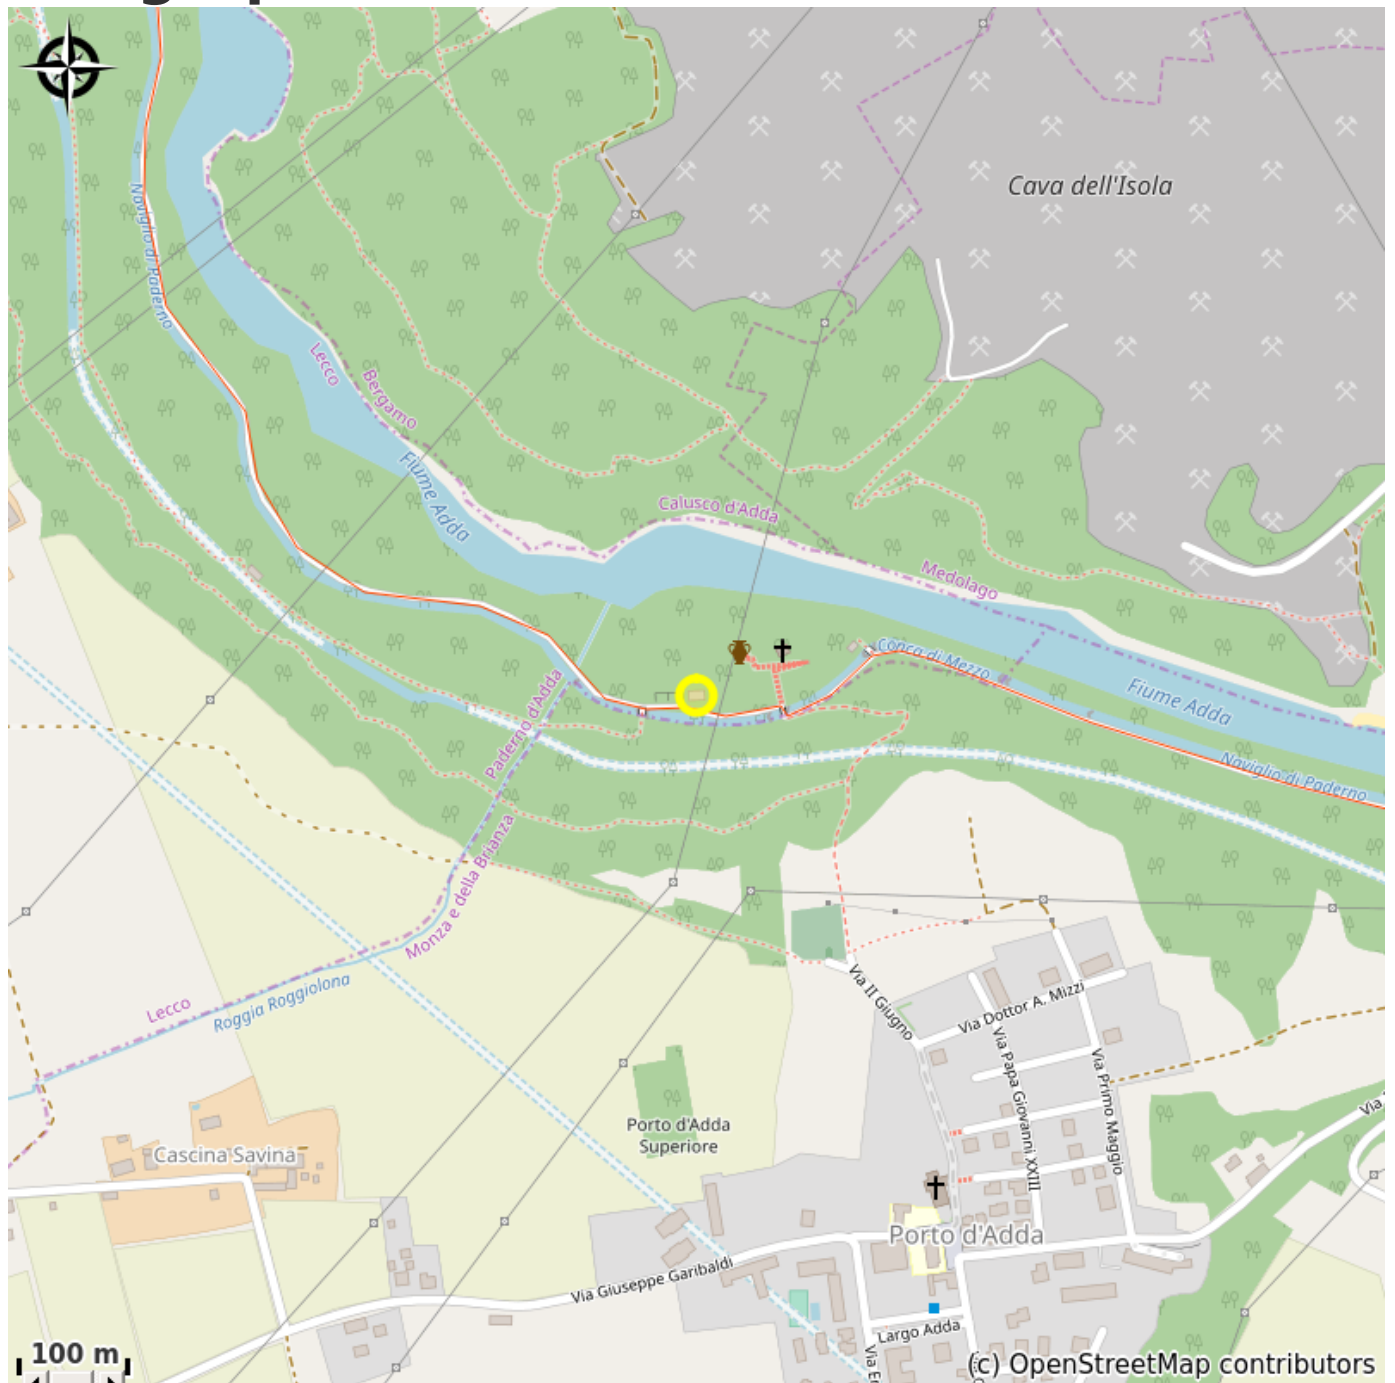 Cava dell'Isola
Naviglio di Paderno
Lecco
Bergamo
Fiume Adda
Calusco d'Adda
Medolago
Conca di Mezzo
Fiume Adda
Naviglio di Paderno
Paderno d'Adda
Monza e della Brianza
Lecco
Roggia Roggiolona
Via II Giugno
Via Dottor A. Mizzi
Via Papa Giovanni XXIII
Via Primo Maggio
Via
Porto d'Adda
Superiore
Cascina Savina
Porto d'Adda
Via Giuseppe Garibaldi
Largo Adda
100 m
(c) OpenStreetMap contributors